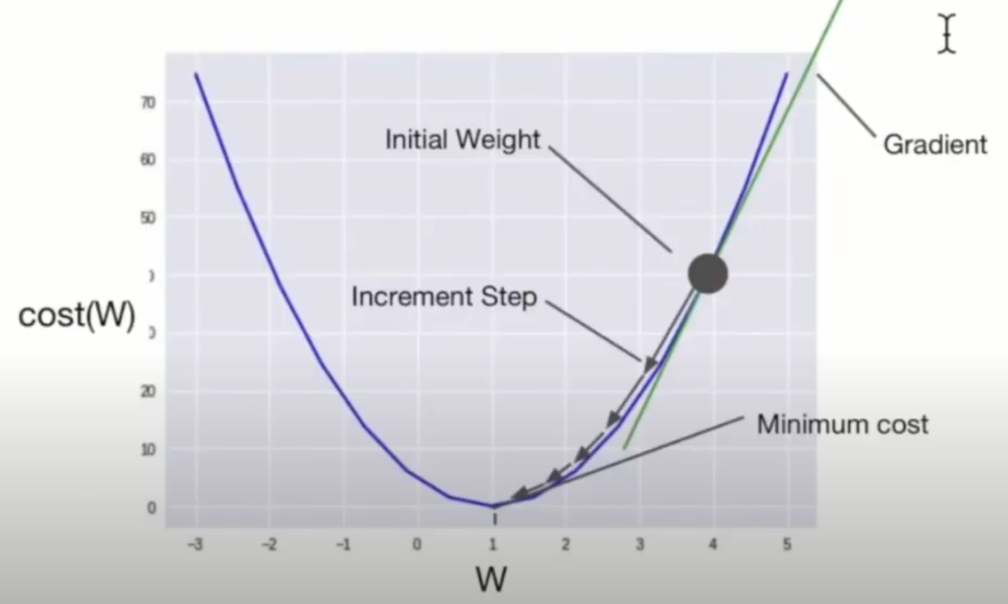 Gradient
Initial Weight
Increment Step
cost(W)
Minimum cost
70
60
50
20
10
0
-3 -2 -1 0 1 2 3 4 5
W